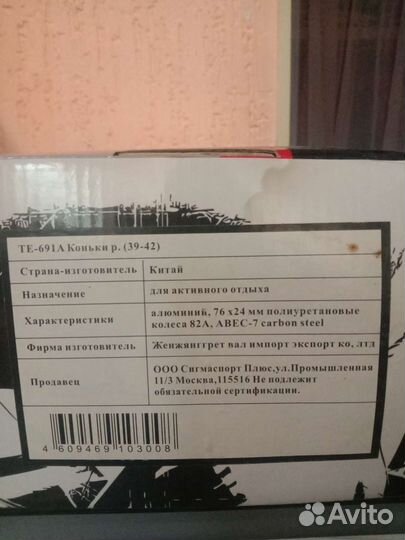 TE-691A Коньки р. (39-42)
Страна-изготовитель Китай
Назначение для активного отдыха
Характеристики алюминий, 76 x24 мм полиуретановые
колеса 82А, ABEC-7 carbon steel
Фирма изготовитель Женжянггрет вал импорт экспорт ко, лтд
Продавец ООО Сигмаспорт Плюс,ул.Промышленная
11/3 Москва,115516 Не подлежит
обязательной сертификации.
4 609469 103008
Avito